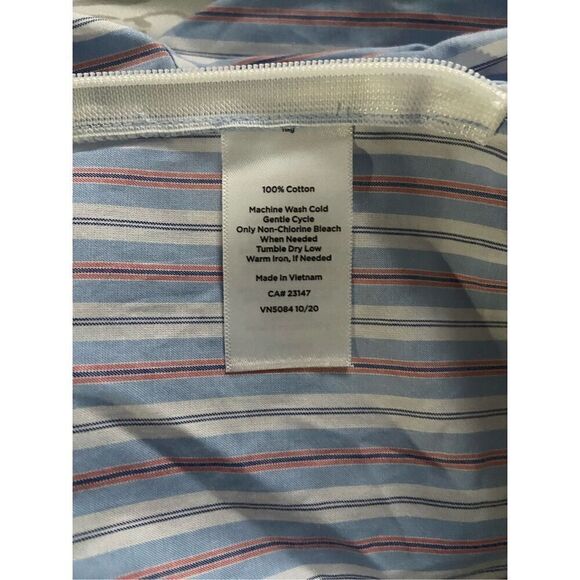 100% Cotton
Machine Wash Cold
Gentle Cycle
Only Non-Chlorine Bleach
When Needed
Tumble Dry Low
Warm Iron, If Needed
Made in Vietnam
CA# 23147
VN5084 10/20